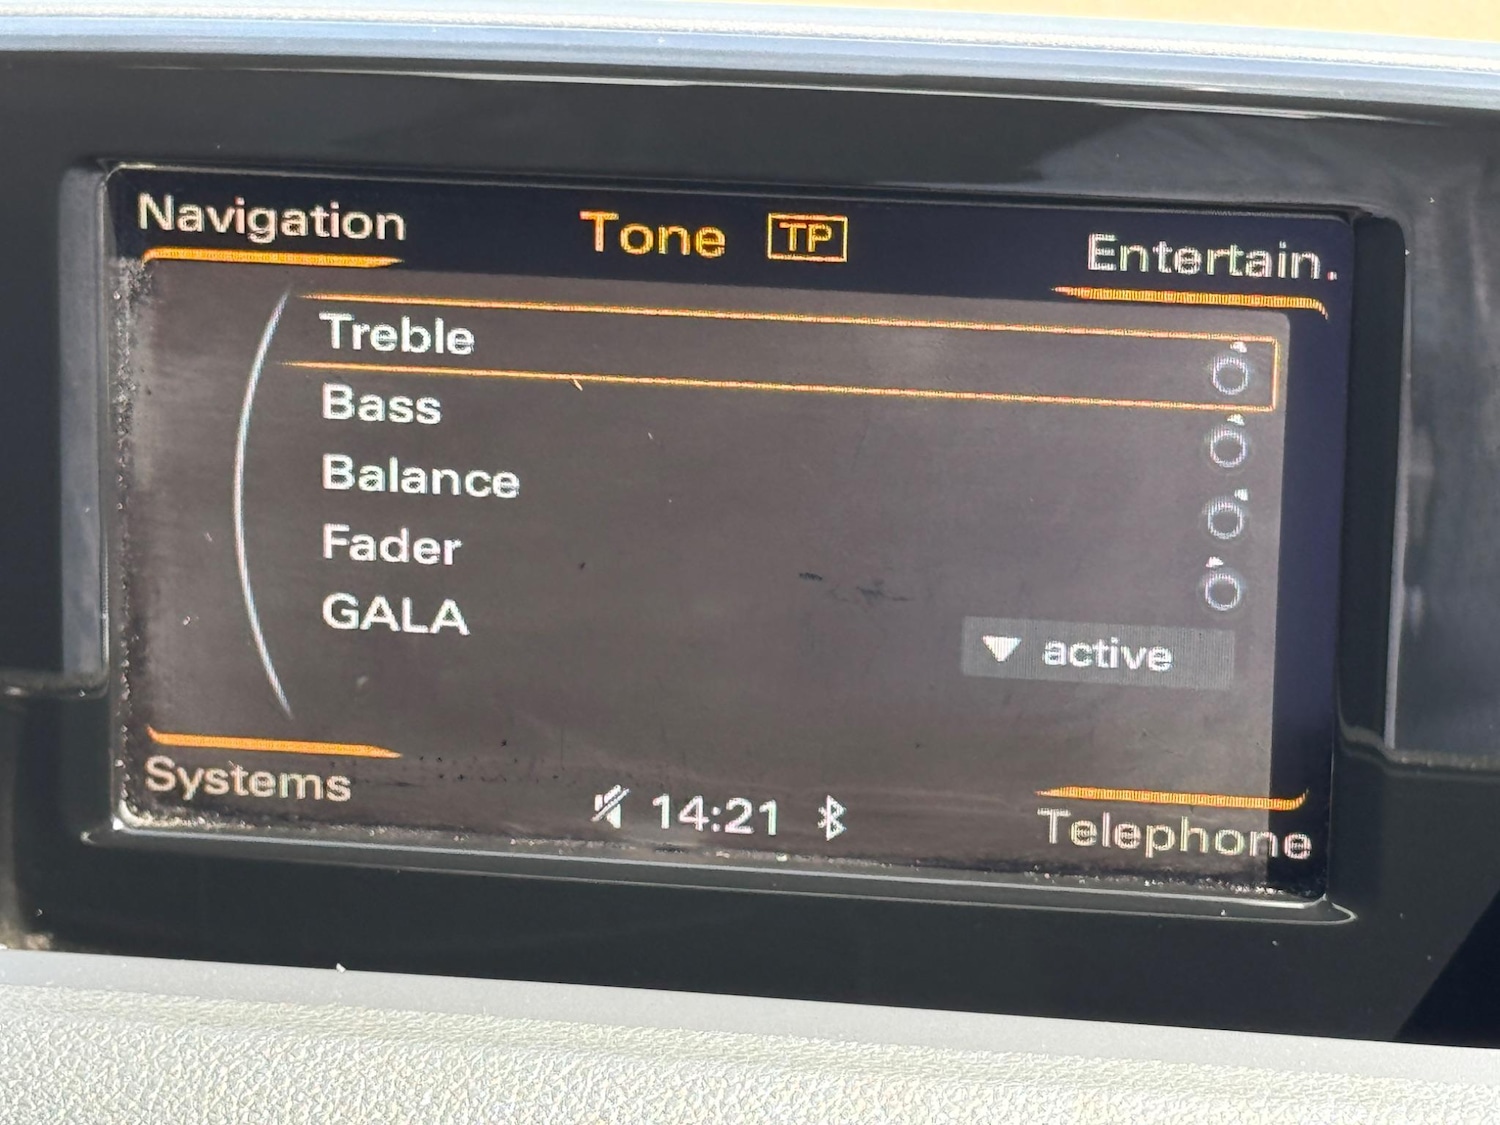 Navigation
Tone TP
Entertain.
Treble
Bass
Balance
Fader
GALA
active
Systems
14:21
Telephone